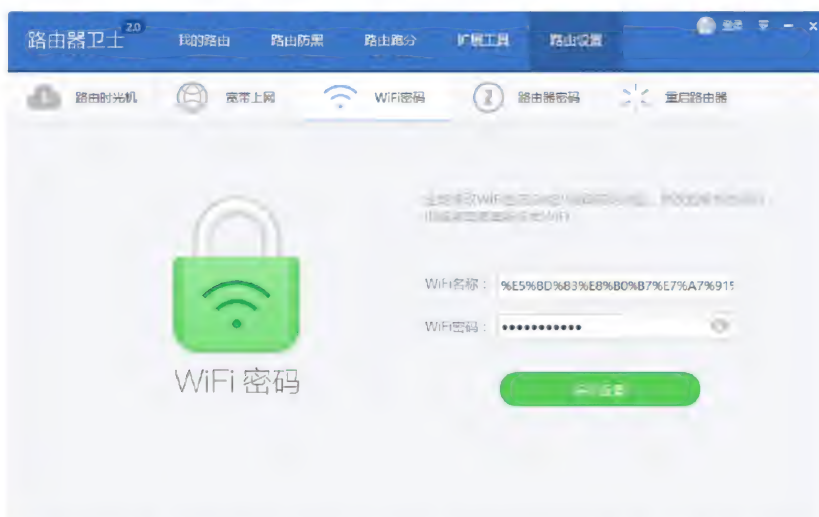 路由器卫士 2.0
我的路由 路由防黑 路由跑分 扩展工具 路由设置 登录
路由时光机 宽带上网 WiFi密码 路由器密码 重启路由器
WiFi名称： %E5%8D%83%E8%B0%B7%E7%A7%91%
WiFi密码： •••••••••••
WiFi 密码